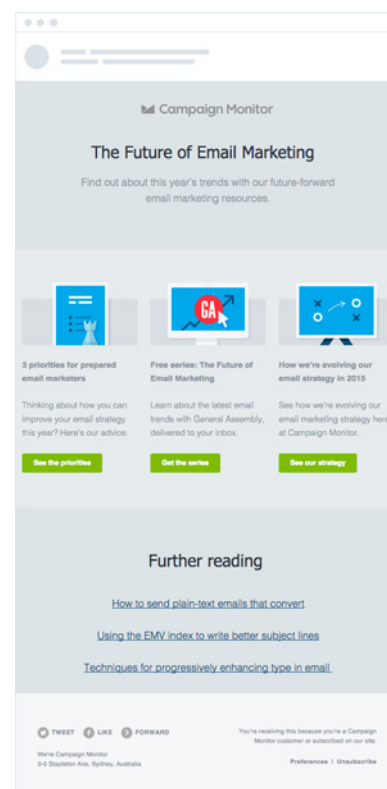 Campaign Monitor
The Future of Email Marketing
Find out about this year's trends with our future-forward
email marketing resources.
GA
3 priorities for prepared
email marketers
Thinking about how you can
improve your email strategy
this year? Here's our advice.
See the priorities
Free series: The Future of
Email Marketing
Learn about the latest email
trends with General Assembly,
delivered to your inbox.
Get the series
How we're evolving our
email strategy in 2015
See how we're evolving our
email marketing strategy here
at Campaign Monitor.
See our strategy
Further reading
How to send plain-text emails that convert
Using the EMV index to write better subject lines
Techniques for progressively enhancing type in email
TWEET LIKE FORWARD
We're Campaign Monitor
3-5 Stapleton Ave, Sydney, Australia
You're receiving this because you're a Campaign
Monitor customer or subscribed on our site.
Preferences | Unsubscribe